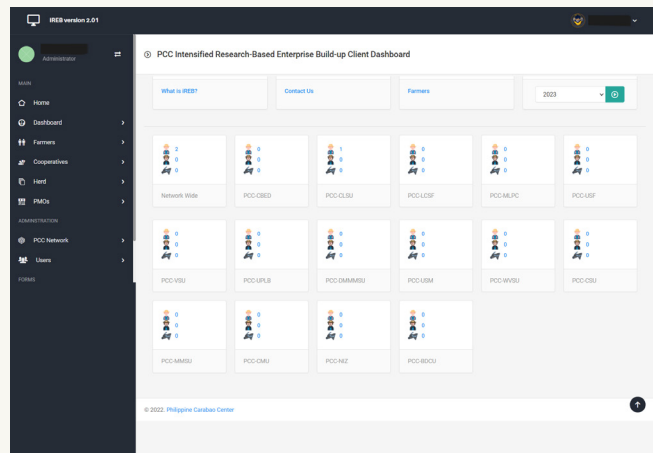 IREB version 2.01
Administrator
PCC Intensified Research-Based Enterprise Build-up Client Dashboard
MAIN
Home
Dashboard
Farmers
Cooperatives
Herd
PMOs
ADMINISTRATION
PCC Network
Users
FORMS
What is IREB?
Contact Us
Farmers
2023
2
0
0
Network Wide
0
0
0
PCC-CBED
1
0
0
PCC-CLSU
0
0
0
PCC-LCSF
0
0
0
PCC-MLPC
0
0
0
PCC-USF
0
0
0
PCC-VSU
0
0
0
PCC-UPLB
0
0
0
PCC-DMMMSU
0
0
0
PCC-USM
0
0
0
PCC-WVSU
0
0
0
PCC-CSU
0
0
0
PCC-MMSU
0
0
0
PCC-CMU
0
0
0
PCC-NIZ
0
0
0
PCC-BDCU
© 2022. Philippine Carabao Center